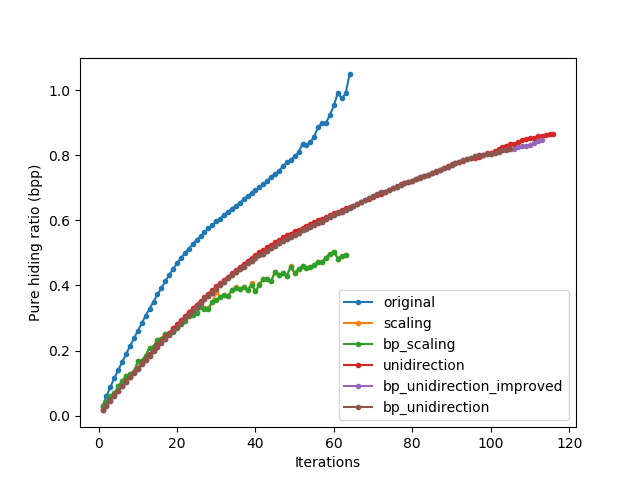 1.0
0.8
0.6
0.4
0.2
0.0
Pure hiding ratio (bpp)
0 20 40 60 80 100 120
Iterations
original
scaling
bp_scaling
unidirection
bp_unidirection_improved
bp_unidirection